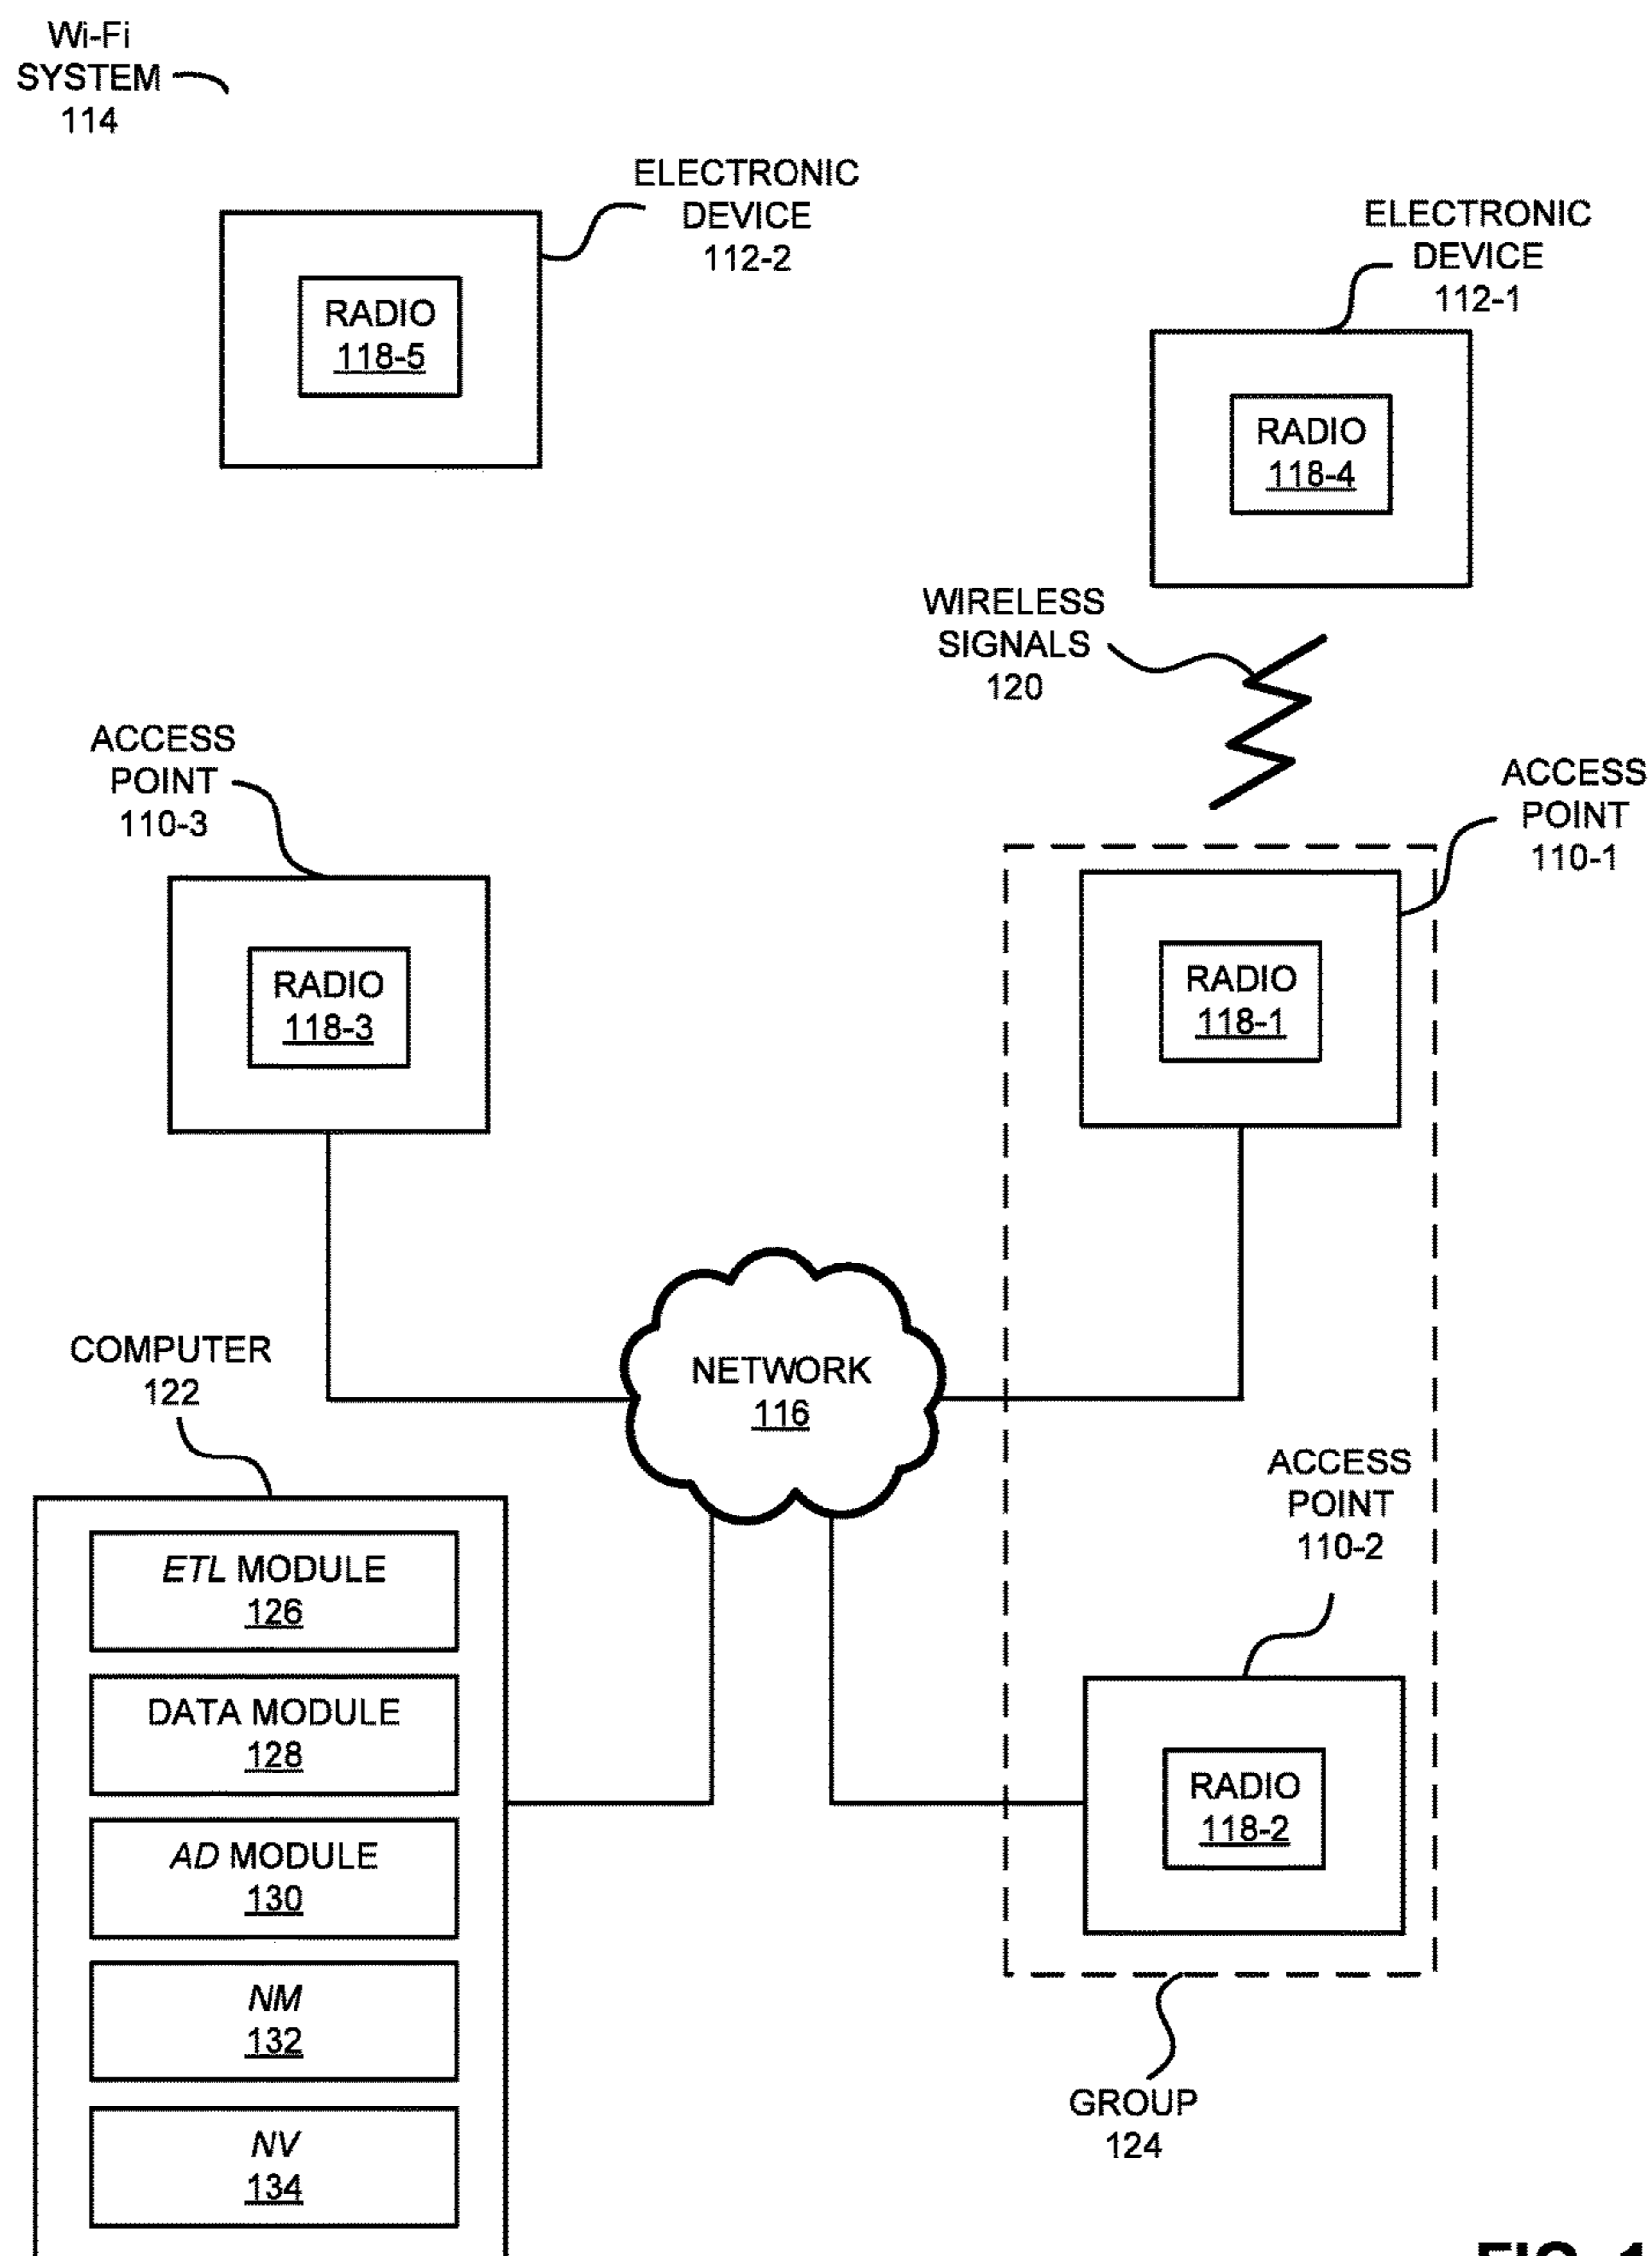 Wi-Fi
SYSTEM
114
ELECTRONIC
DEVICE
112-2
RADIO
118-5
ELECTRONIC
DEVICE
112-1
RADIO
118-4
WIRELESS
SIGNALS
120
ACCESS
POINT
110-3
RADIO
118-3
ACCESS
POINT
110-1
RADIO
118-1
NETWORK
116
COMPUTER
122
ETL MODULE
126
DATA MODULE
128
AD MODULE
130
NM
132
NV
134
ACCESS
POINT
110-2
RADIO
118-2
GROUP
124
FIG. 1